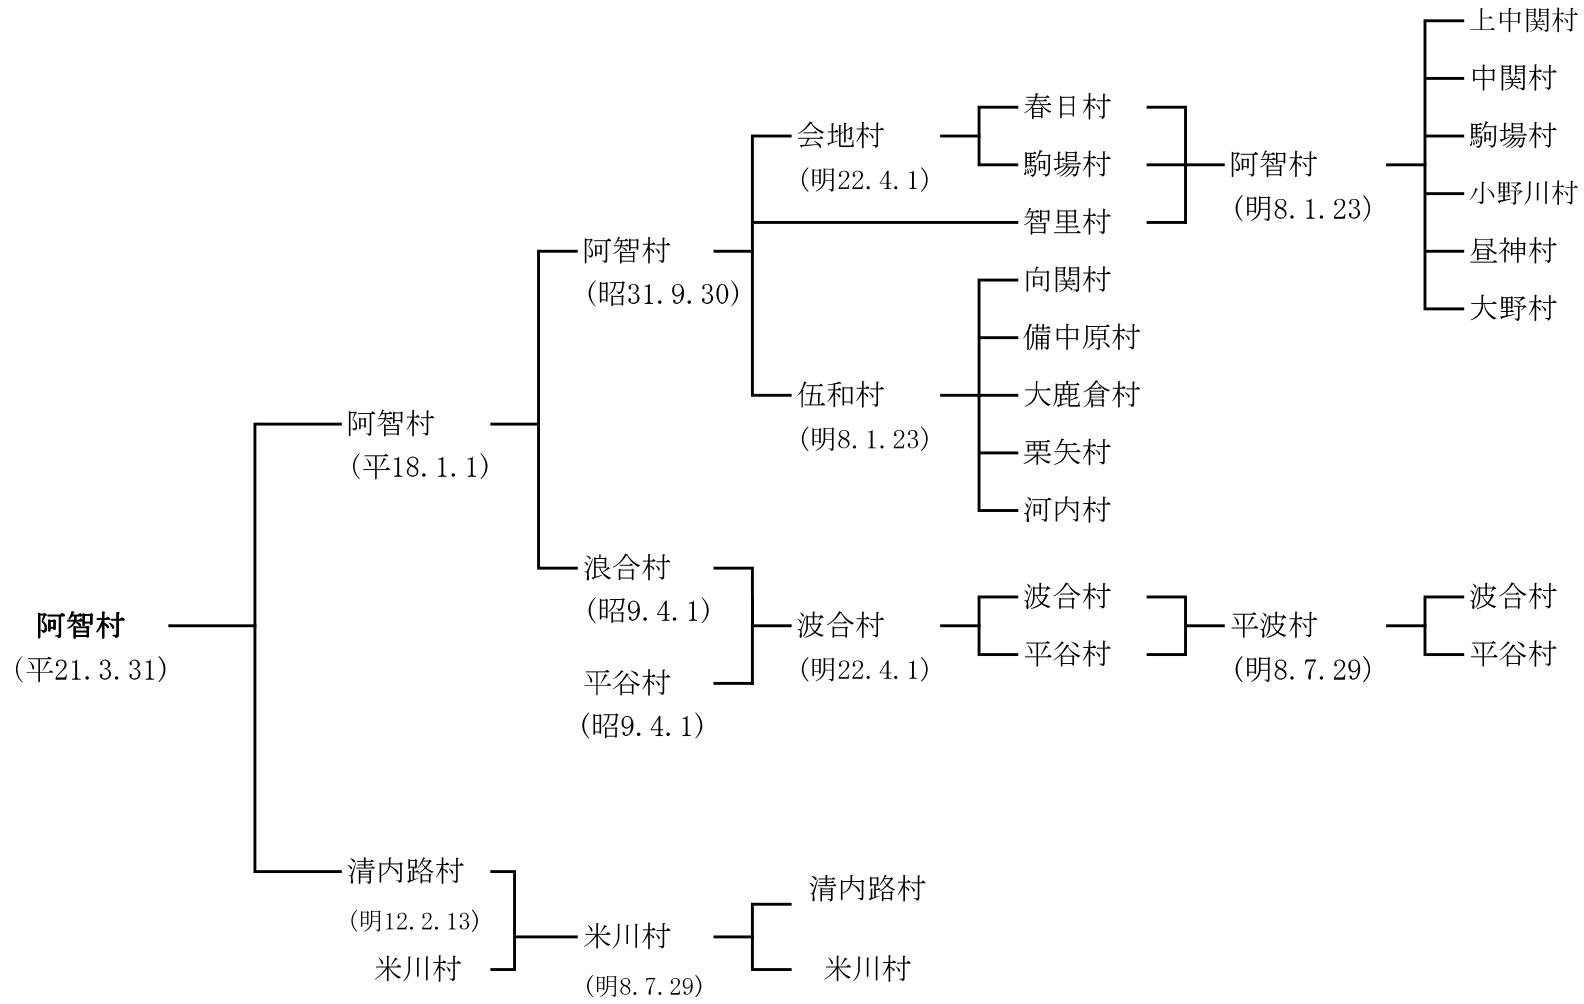 上中関村
中関村
春日村
会地村
駒場村
駒場村
阿智村
(明22.4.1)
小野川村
(明8.1.23)
智里村
阿智村
昼神村
向関村
(昭31.9.30)
大野村
備中原村
伍和村
大鹿倉村
阿智村
(明8.1.23)
栗矢村
(平18.1.1)
河内村
浪合村
波合村
波合村
(昭9.4.1)
阿智村
波合村
平波村
平谷村
平谷村
(平21.3.31)
(明22.4.1)
(明8.7.29)
平谷村
(昭9.4.1)
清内路村
清内路村
(明12.2.13)
米川村
米川村
米川村
(明8.7.29)